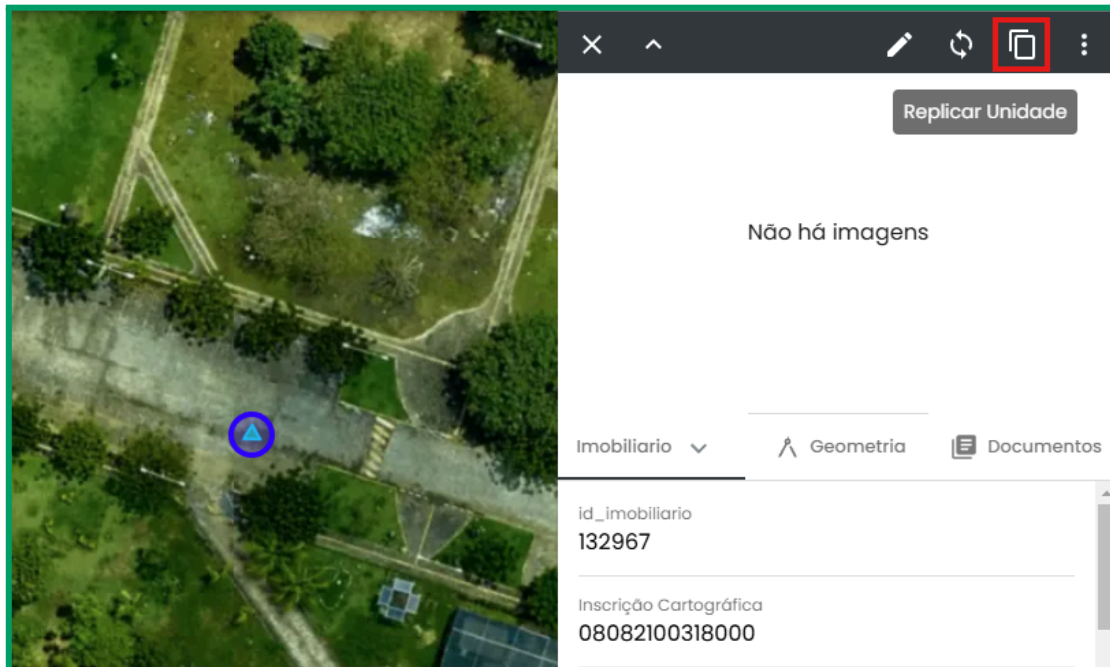 Replicar Unidade
Não há imagens
Imobiliario
Geometria
Documentos
id_imobiliario
132967
Inscrição Cartográfica
08082100318000